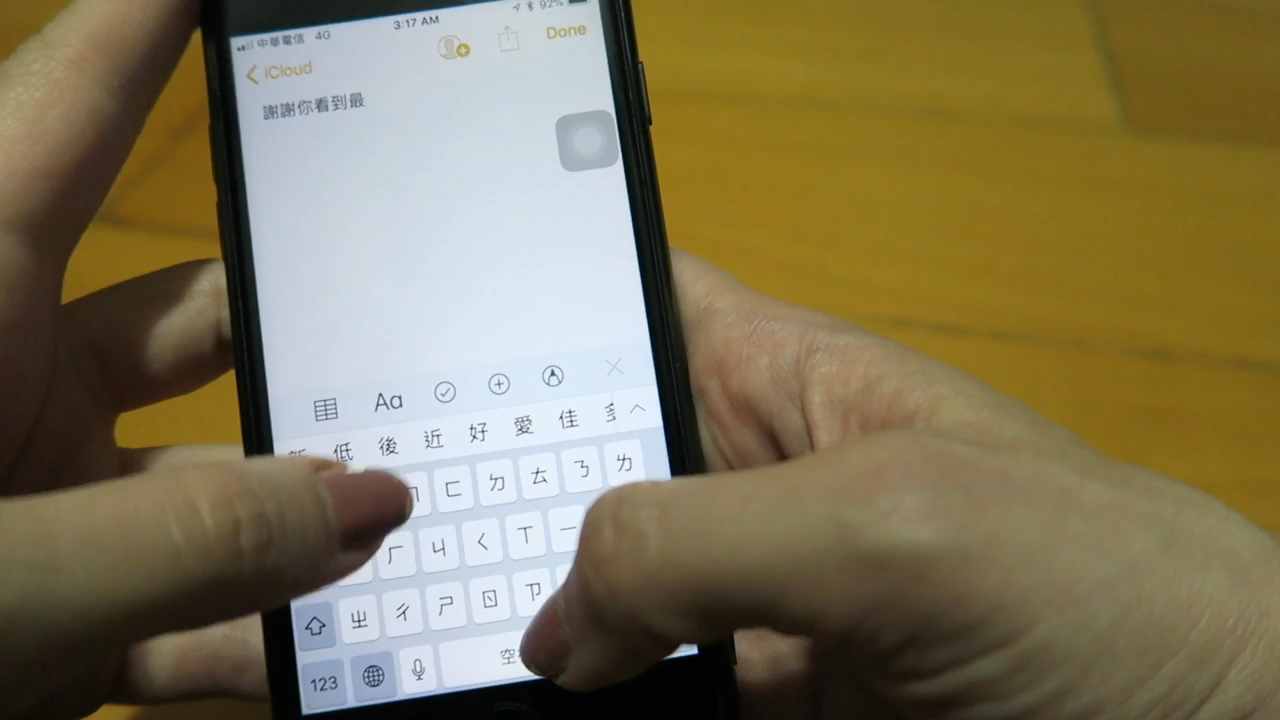 中華電信 4G 3:17 AM 92%
iCloud Done
謝謝你看到最
Aa
低 後 近 好 愛 佳
ㄈ ㄉ ㄊ ㄋ ㄌ
ㄏ ㄐ ㄑ ㄒ ㄧ
ㄓ ㄔ ㄕ ㄖ ㄗ
123 空